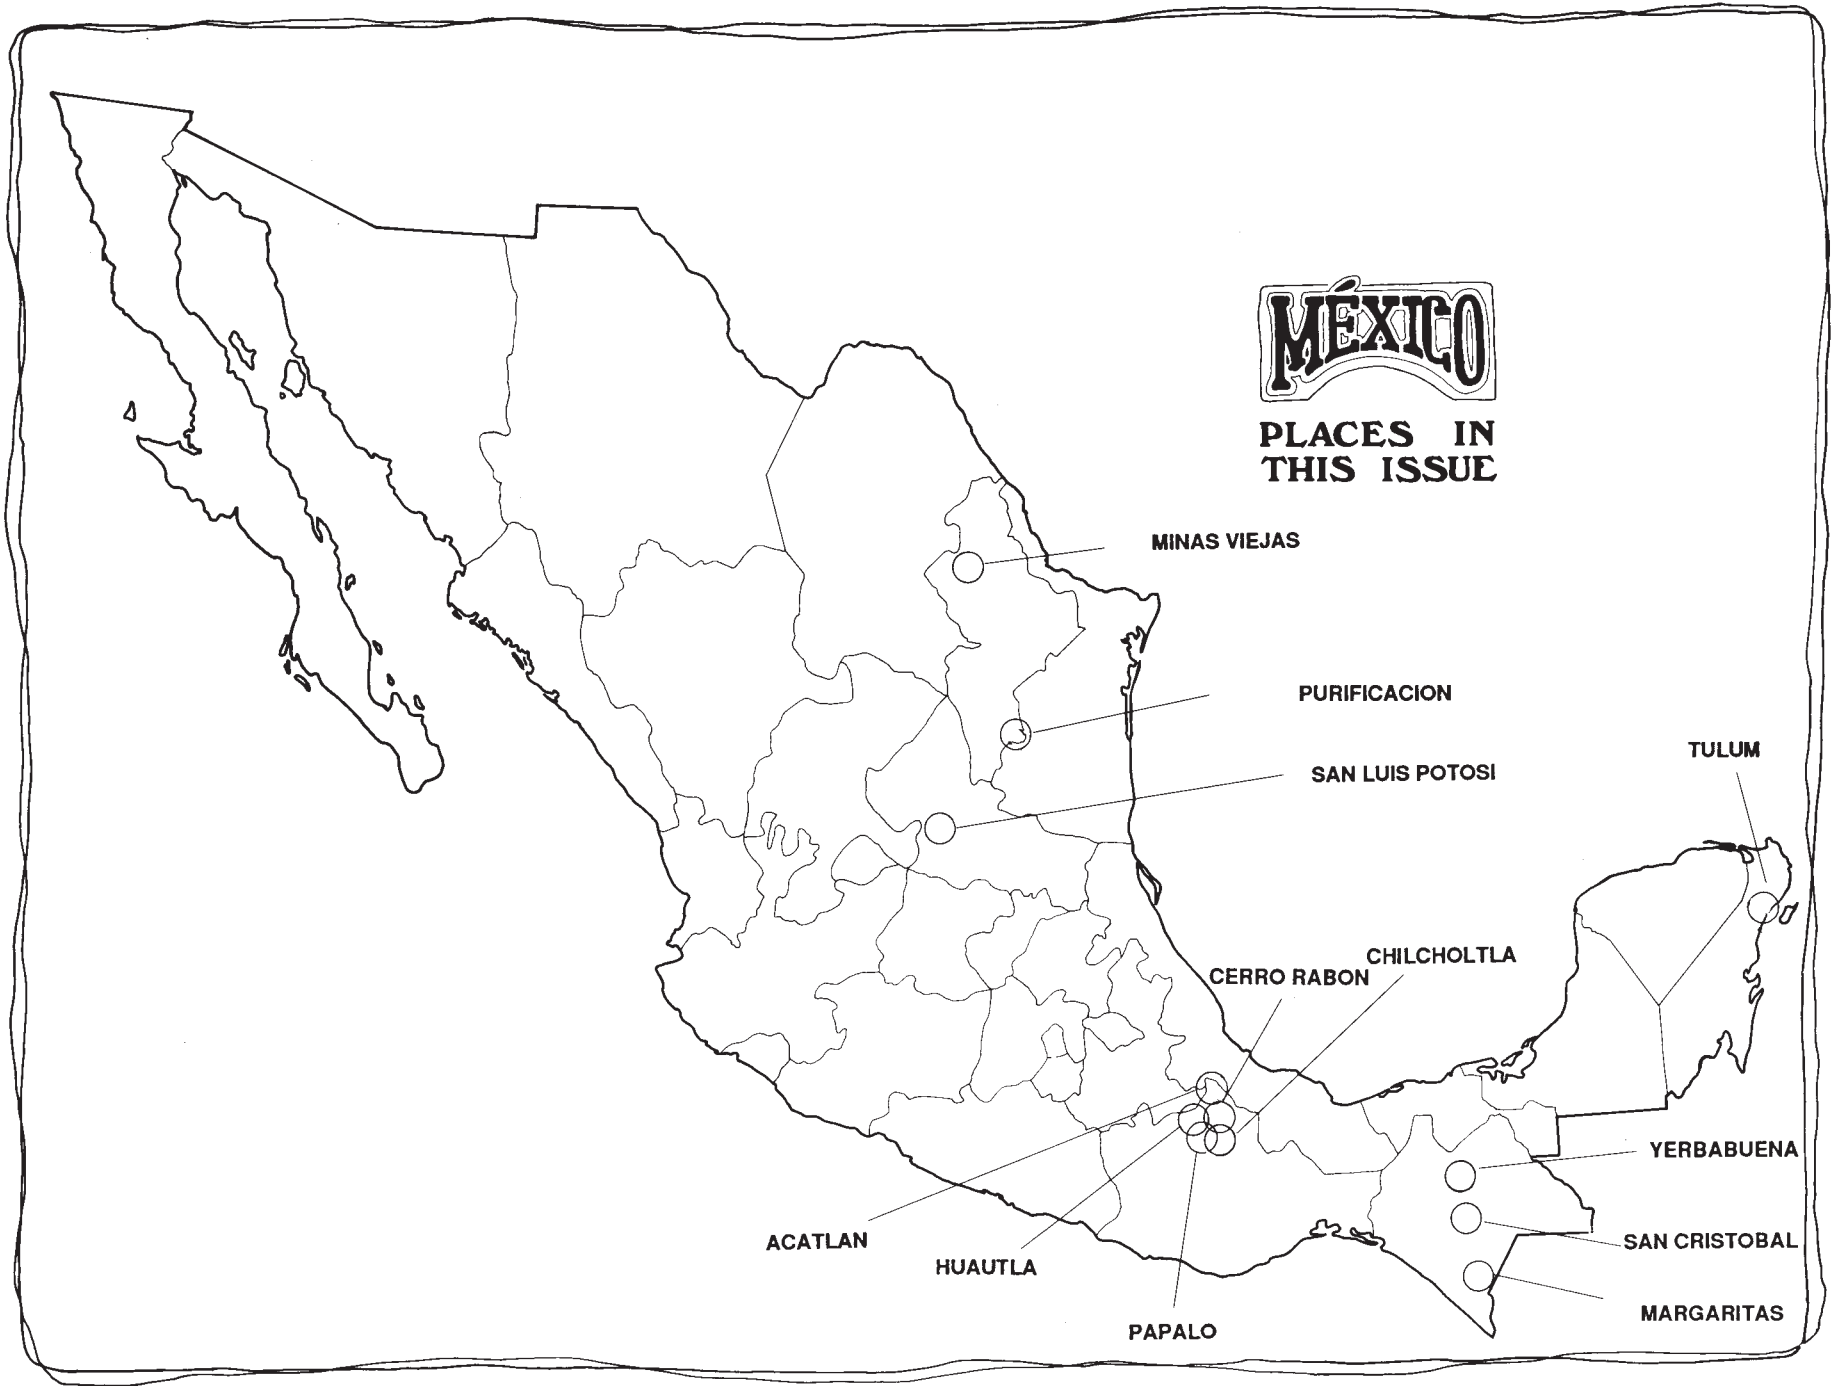 MÉXICO
PLACES IN
THIS ISSUE
MINAS VIEJAS
PURIFICACION
SAN LUIS POTOSI
TULUM
CHILCHOLTLA
CERRO RABON
YERBABUENA
ACATLAN
SAN CRISTOBAL
HUAUTLA
MARGARITAS
PAPALO